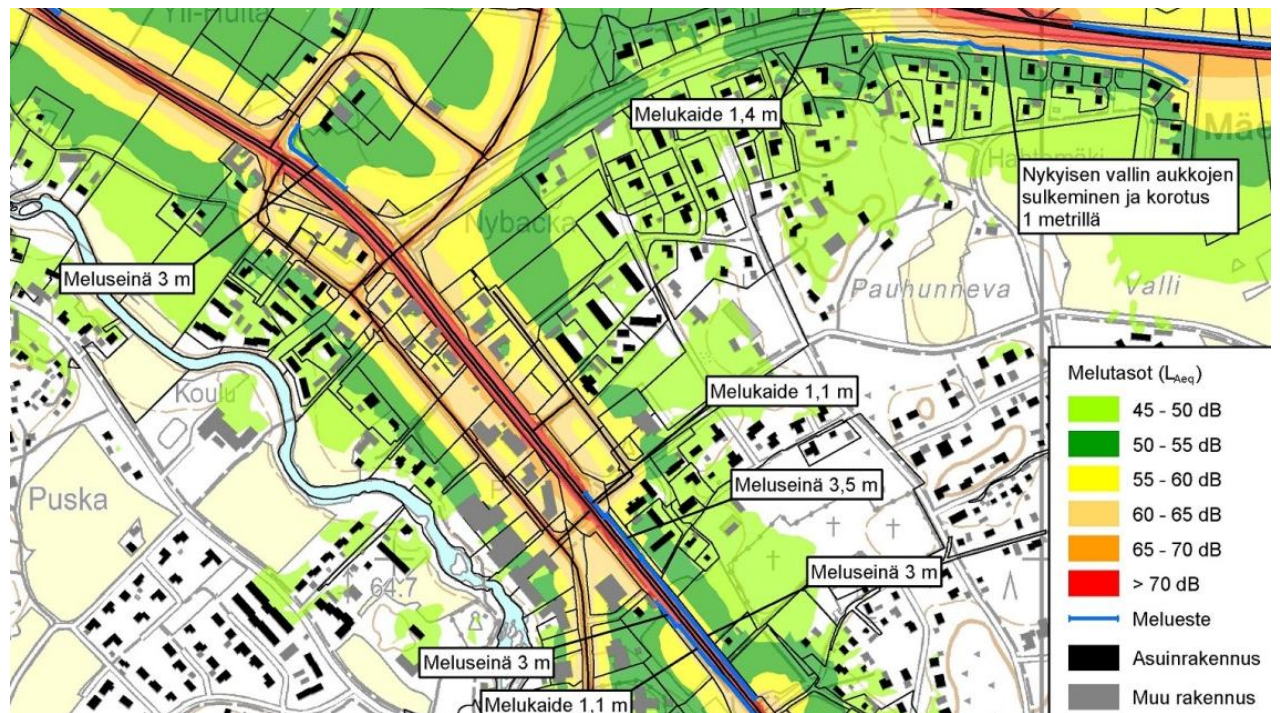 Yli-Huita
Melukaide 1,4 m
Mäe
Hahtomäki
Nykyisen vallin aukkojen
sulkeminen ja korotus
1 metrillä
Nybacka
Meluseinä 3 m
Pauhunneva
Valli
Koulu
Melukaide 1,1 m
Puska
Meluseinä 3,5 m
64.7
Meluseinä 3 m
Meluseinä 3 m
Melukaide 1,1 m
Melutasot (LAeq)
45 - 50 dB
50 - 55 dB
55 - 60 dB
60 - 65 dB
65 - 70 dB
> 70 dB
Melueste
Asuinrakennus
Muu rakennus